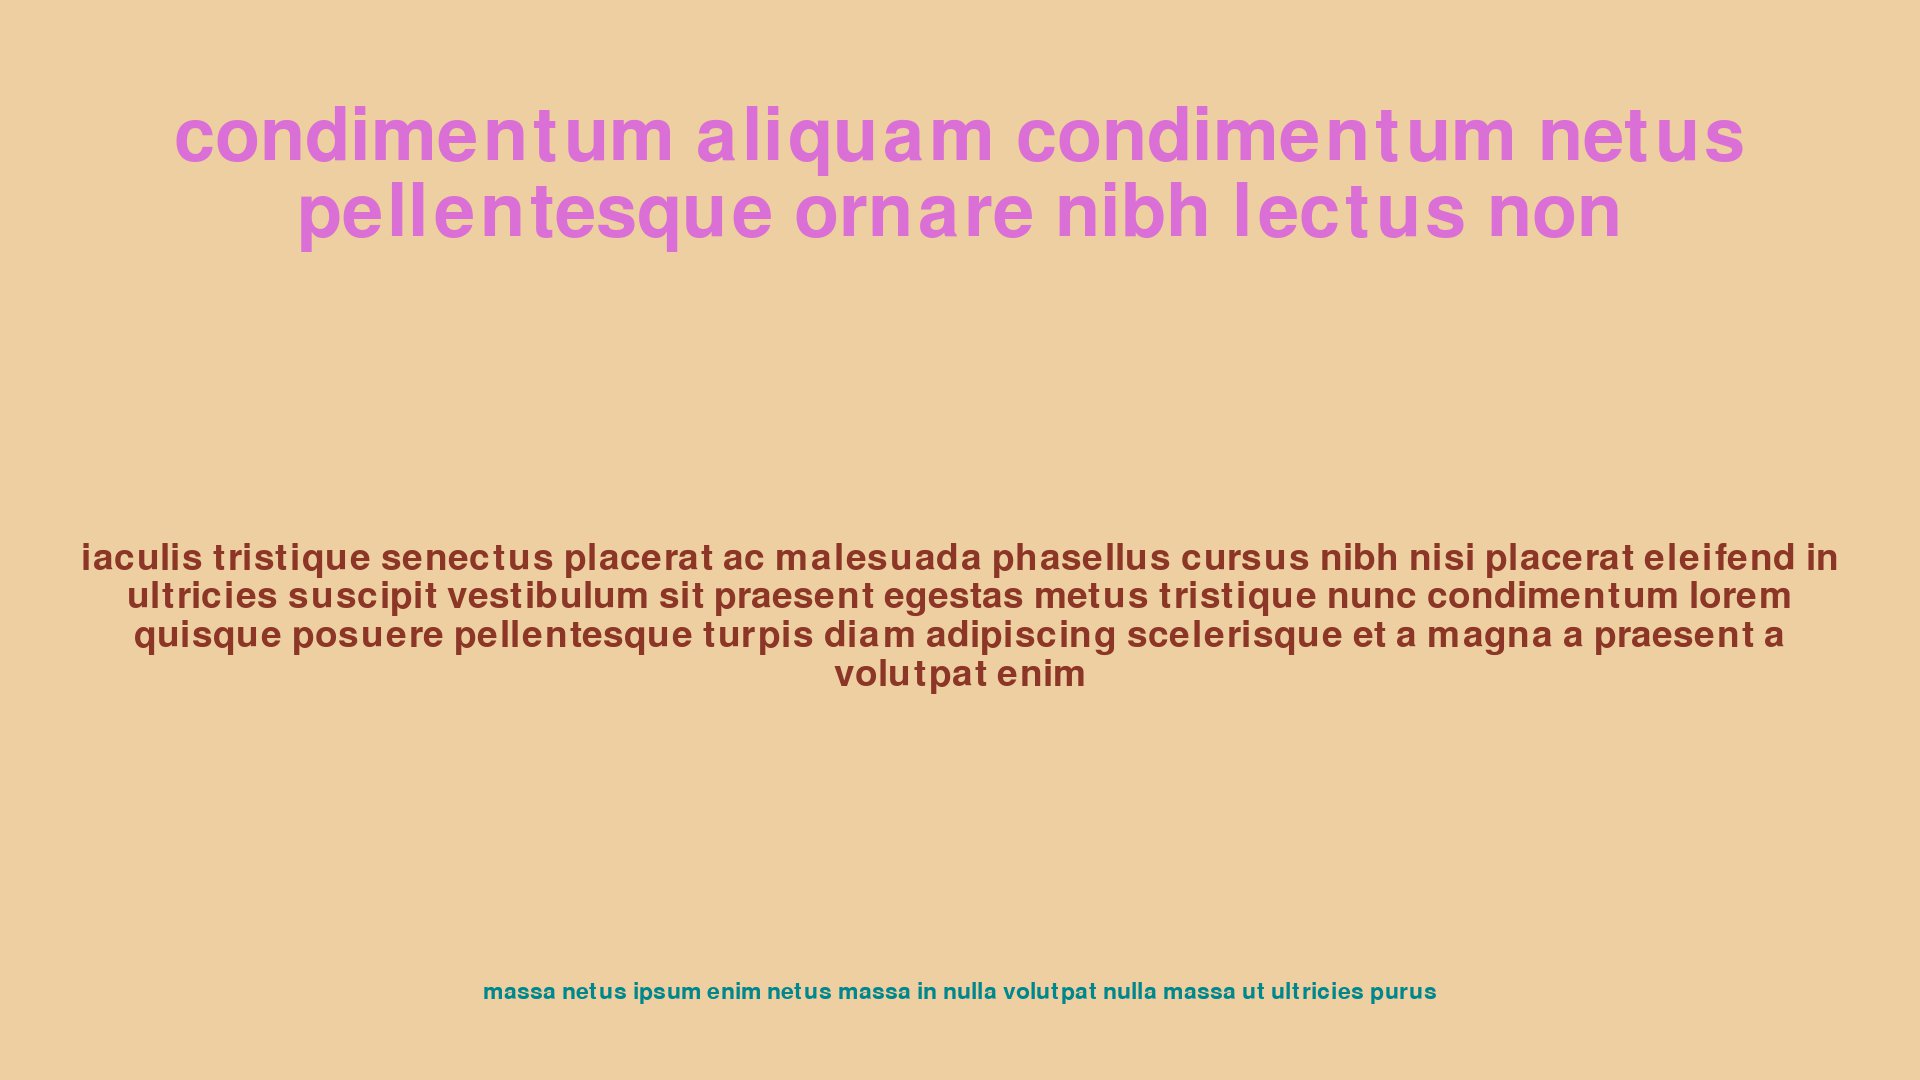 condimentum aliquam condimentum netus
pellentesque ornare nibh lectus non
iaculis tristique senectus placerat ac malesuada phasellus cursus nibh nisi placerat eleifend in
ultricies suscipit vestibulum sit praesent egestas metus tristique nunc condimentum lorem
quisque posuere pellentesque turpis diam adipiscing scelerisque et a magna a praesent a
volutpat enim
massa netus ipsum enim netus massa in nulla volutpat nulla massa ut ultricies purus